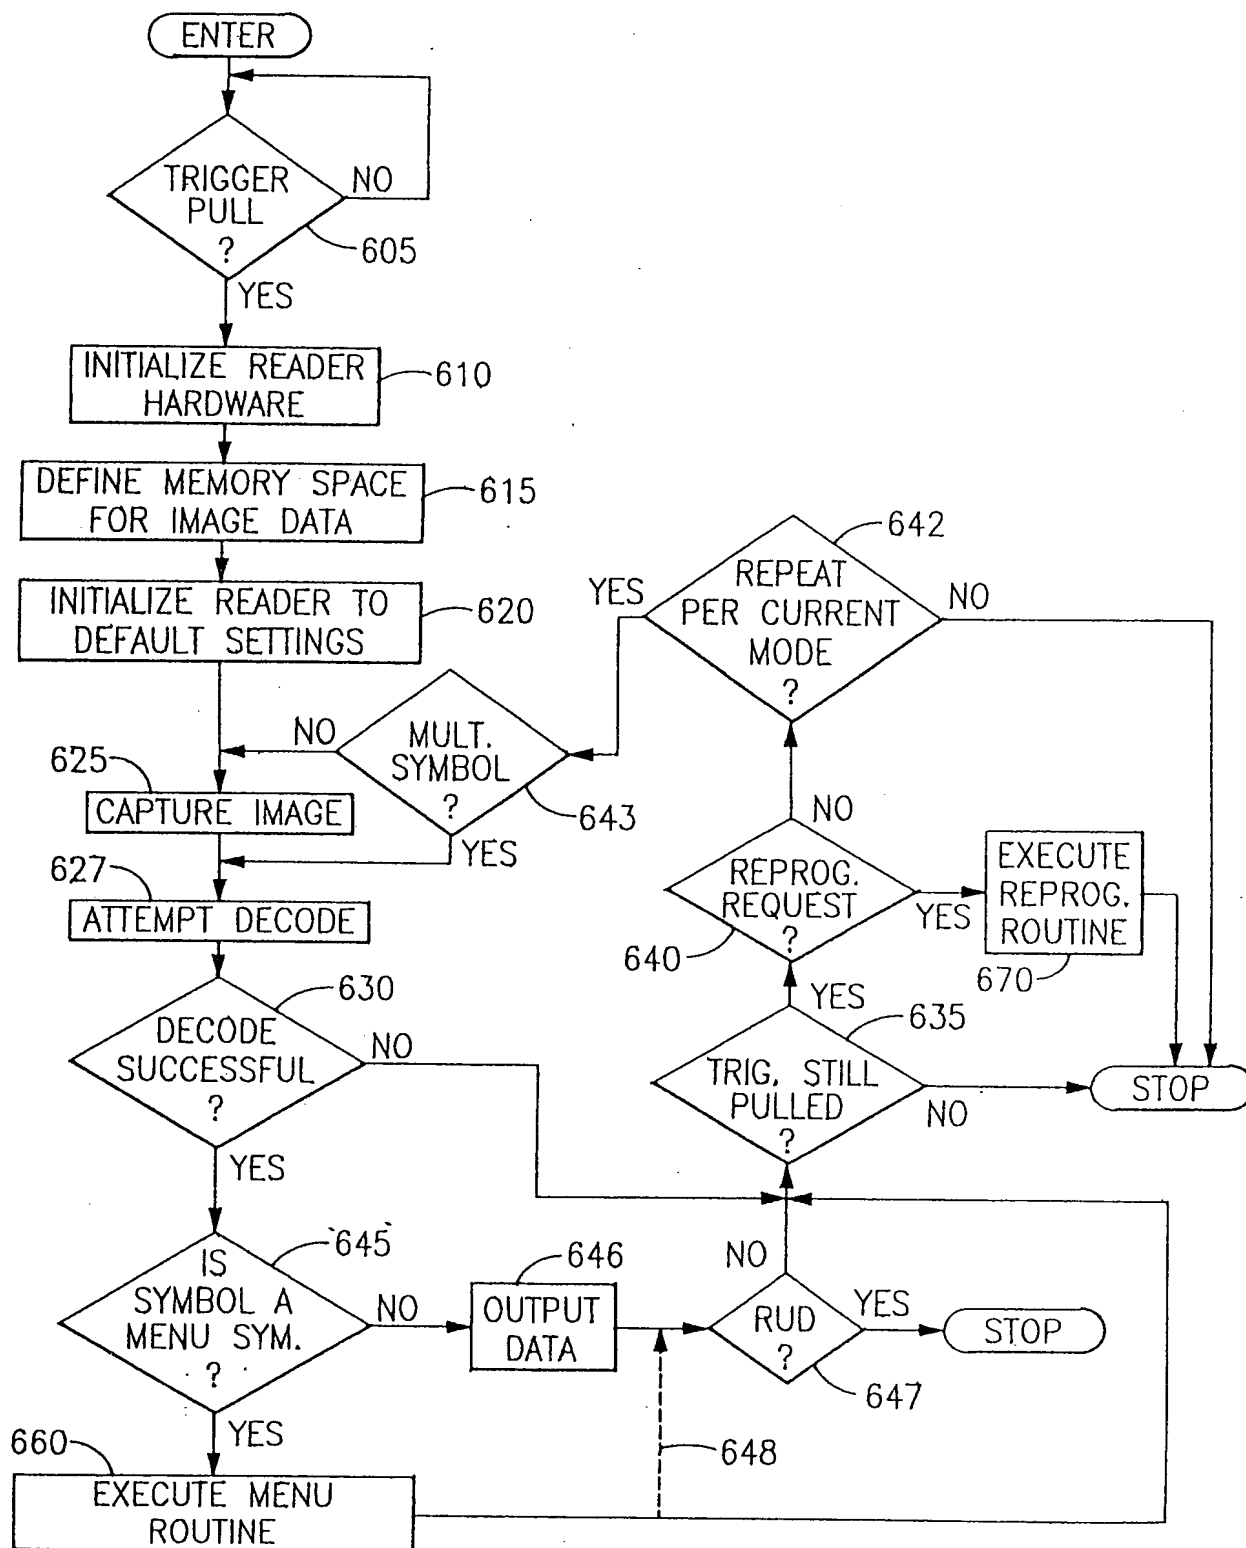 ENTER
TRIGGER
PULL
?
NO
605
YES
INITIALIZE READER
HARDWARE
610
DEFINE MEMORY SPACE
FOR IMAGE DATA
615
INITIALIZE READER TO
DEFAULT SETTINGS
620
625
CAPTURE IMAGE
627
ATTEMPT DECODE
DECODE
SUCCESSFUL
?
630
NO
YES
IS
SYMBOL A
MENU SYM.
?
645
NO
YES
660
EXECUTE MENU
ROUTINE
646
OUTPUT
DATA
648
RUD
?
647
YES
STOP
NO
TRIG. STILL
PULLED
?
635
NO
STOP
YES
REPROG.
REQUEST
?
640
YES
EXECUTE
REPROG.
ROUTINE
670
NO
REPEAT
PER CURRENT
MODE
?
642
NO
YES
MULT.
SYMBOL
?
643
NO
YES